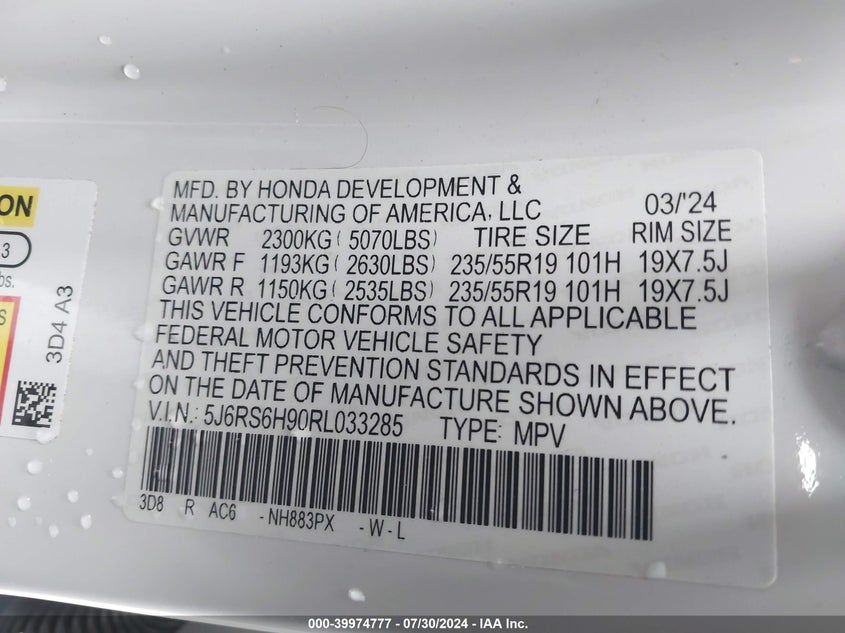 ON
3
bs.
S
3D4 A3
MFD. BY HONDA DEVELOPMENT &
MANUFACTURING OF AMERICA, LLC 03/'24
GVWR 2300KG ( 5070LBS) TIRE SIZE RIM SIZE
GAWR F 1193KG ( 2630LBS) 235/55R19 101H 19X7.5J
GAWR R 1150KG ( 2535LBS) 235/55R19 101H 19X7.5J
THIS VEHICLE CONFORMS TO ALL APPLICABLE
FEDERAL MOTOR VEHICLE SAFETY
AND THEFT PREVENTION STANDARDS IN EFFECT
ON THE DATE OF MANUFACTURE SHOWN ABOVE.
V.I.N.: 5J6RS6H90RL033285 TYPE: MPV
3D8 R AC6 -NH883PX -W-L
000-39974777 - 07/30/2024 - IAA Inc.